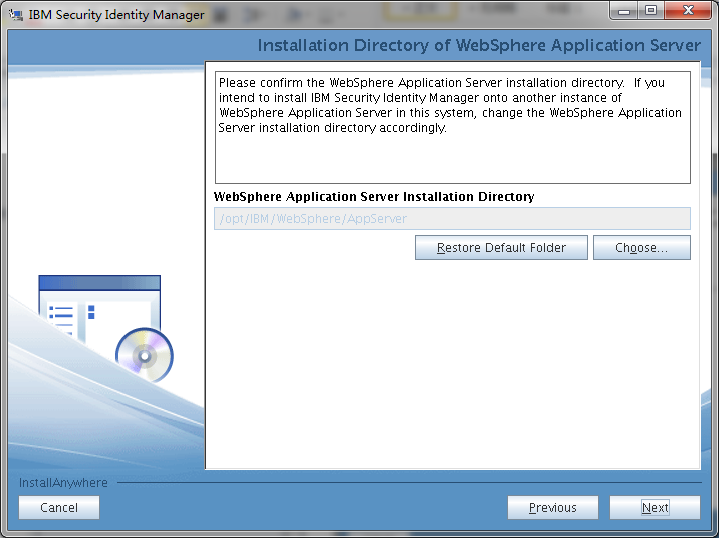 IBM Security Identity Manager
Installation Directory of WebSphere Application Server
Please confirm the WebSphere Application Server installation directory.  If you
intend to install IBM Security Identity Manager onto another instance of
WebSphere Application Server in this system, change the WebSphere Application
Server installation directory accordingly.
WebSphere Application Server Installation Directory
/opt/IBM/WebSphere/AppServer
Restore Default Folder
Choose...
InstallAnywhere
Cancel
Previous
Next